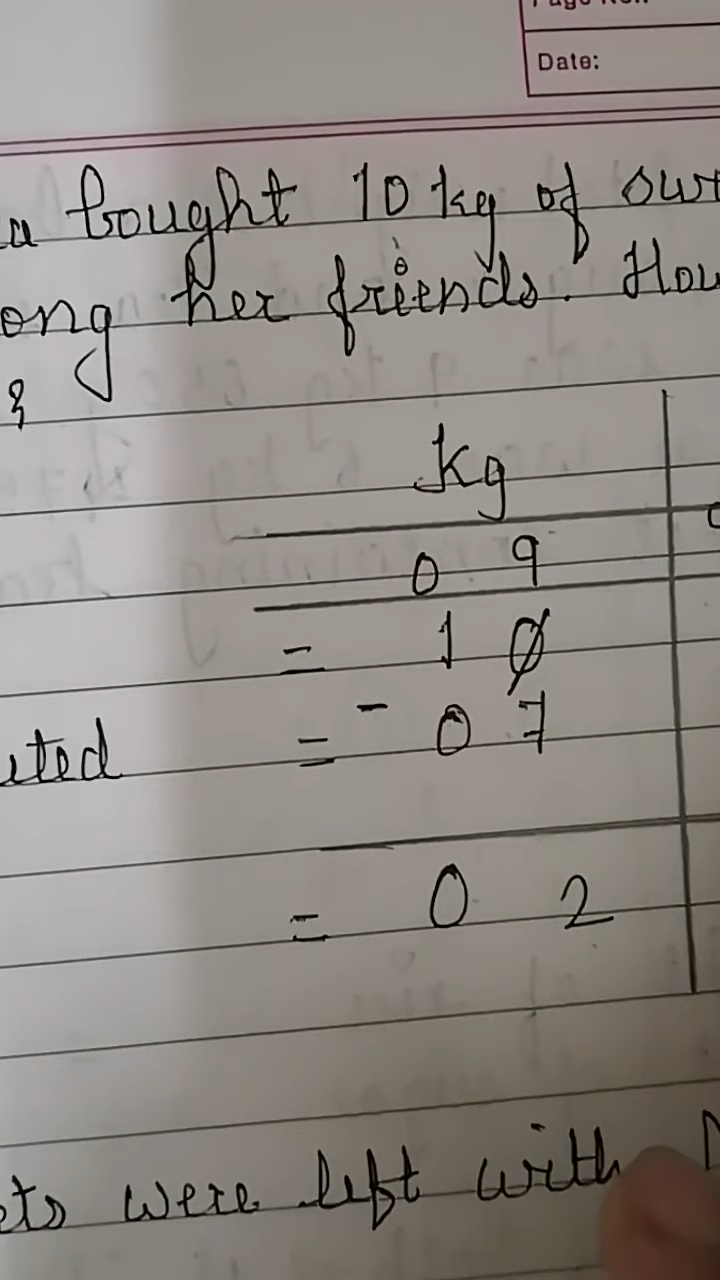 Date:
bought 10 kg of
her friends. How
kg
0 9
= 1 0
= - 0 7
= 0 2
were left with